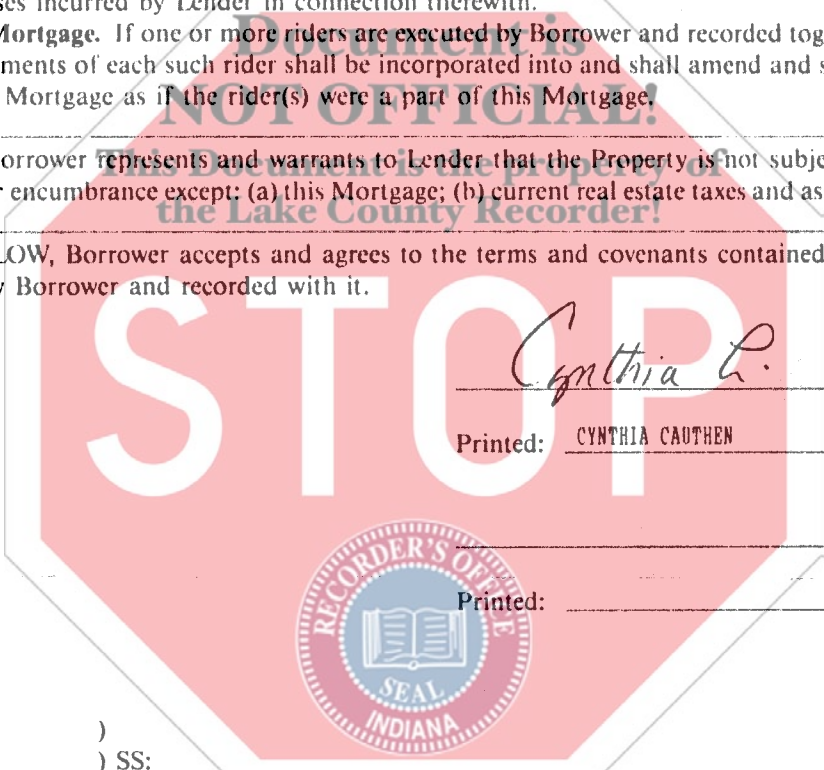 ses incurred by Lender in connection therewith.
Mortgage. If one or more riders are executed by Borrower and recorded tog
ments of each such rider shall be incorporated into and shall amend and s
Mortgage as if the rider(s) were a part of this Mortgage.
Document is
NOT OFFICIAL!
orrower represents and warrants to Lender that the Property is not subje
r encumbrance except: (a) this Mortgage; (b) current real estate taxes and as
This Document is the property of
the Lake County Recorder!
LOW, Borrower accepts and agrees to the terms and covenants contained
y Borrower and recorded with it.
STOP
Cynthia L.
Printed: CYNTHIA CAUTHEN
Printed:
RECORDER'S OFFICE
SEAL
INDIANA
)
) SS: